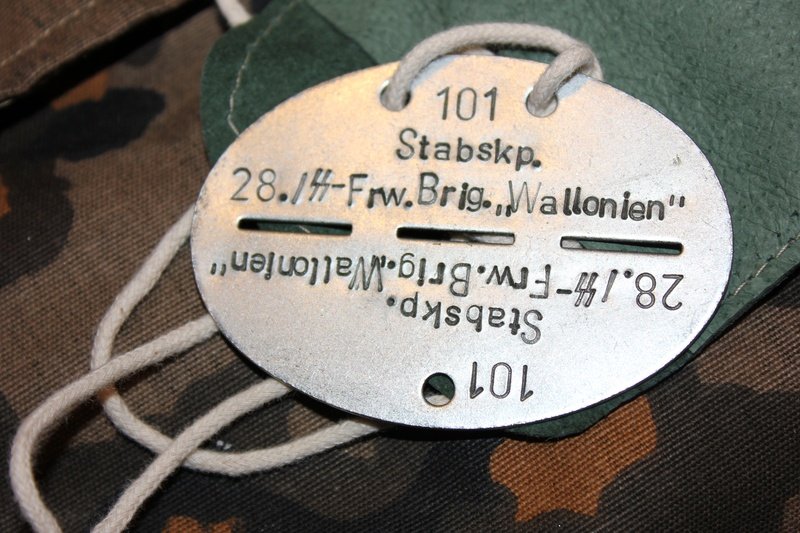 101
Stabskp.
28./ᛋᛋ-Frw.Brig.„Wallonien"
28./ᛋᛋ-Frw.Brig.„Wallonien"
Stabskp.
101